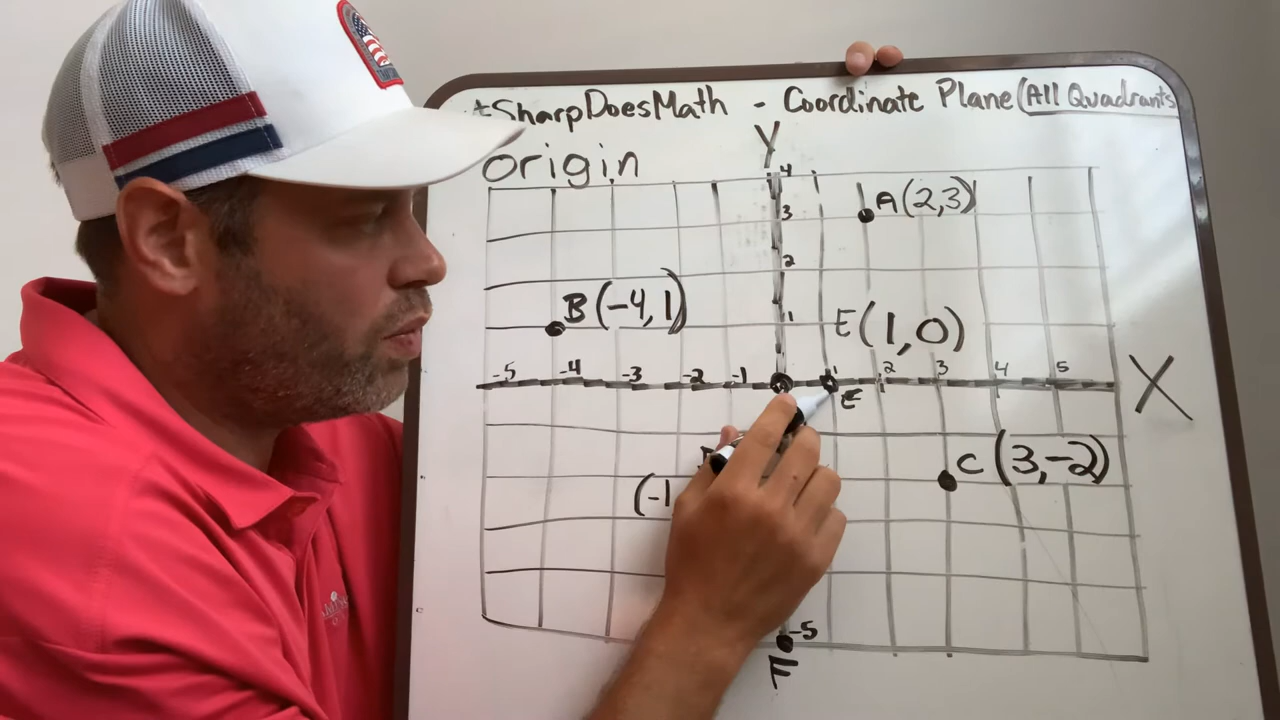 #SharpDoesMath - Coordinate Plane (All Quadrants
origin
Y
4
3
A(2,3)
2
B(-4,1)
1
E(1,0)
-5 -4 -3 -2 -1 1 2 3 4 5
X
E
C(3,-2)
(-1
-5
F